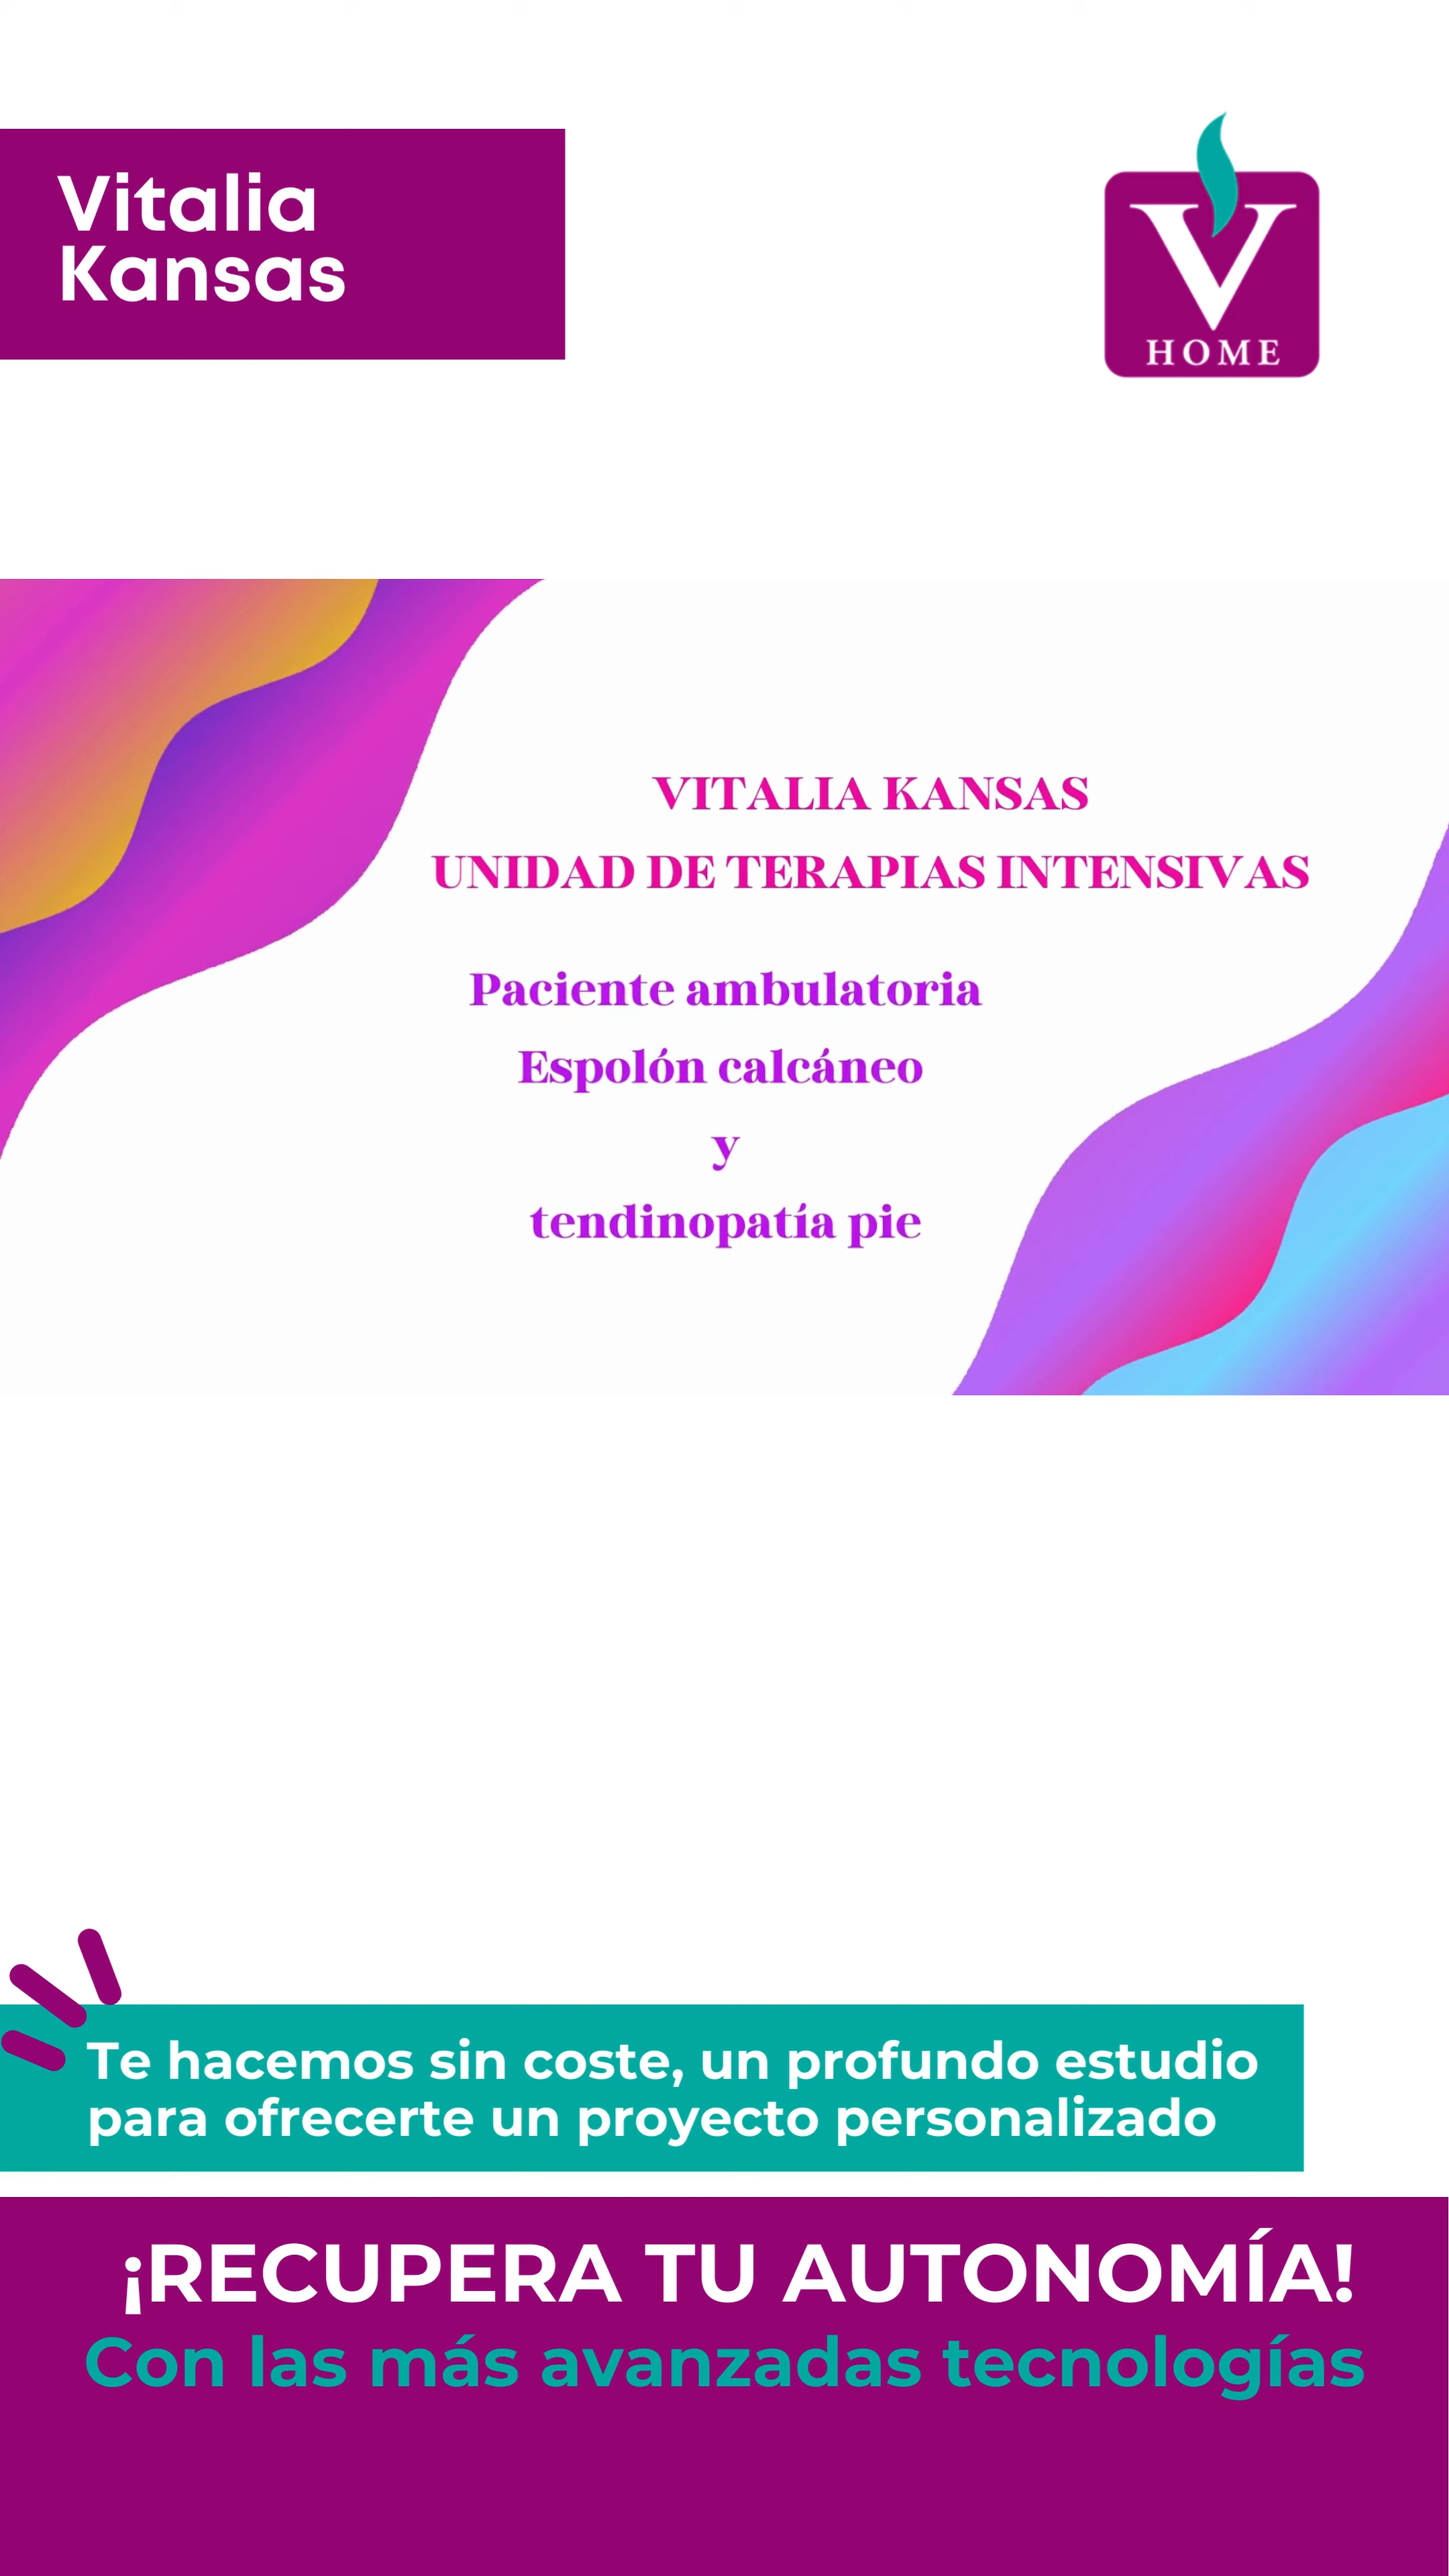 Vitalia
Kansas
V
HOME
VITALIA KANSAS
UNIDAD DE TERAPIAS INTENSIVAS
Paciente ambulatoria
Espolón calcáneo
y
tendinopatía pie
Te hacemos sin coste, un profundo estudio
para ofrecerte un proyecto personalizado
¡RECUPERA TU AUTONOMÍA!
Con las más avanzadas tecnologías